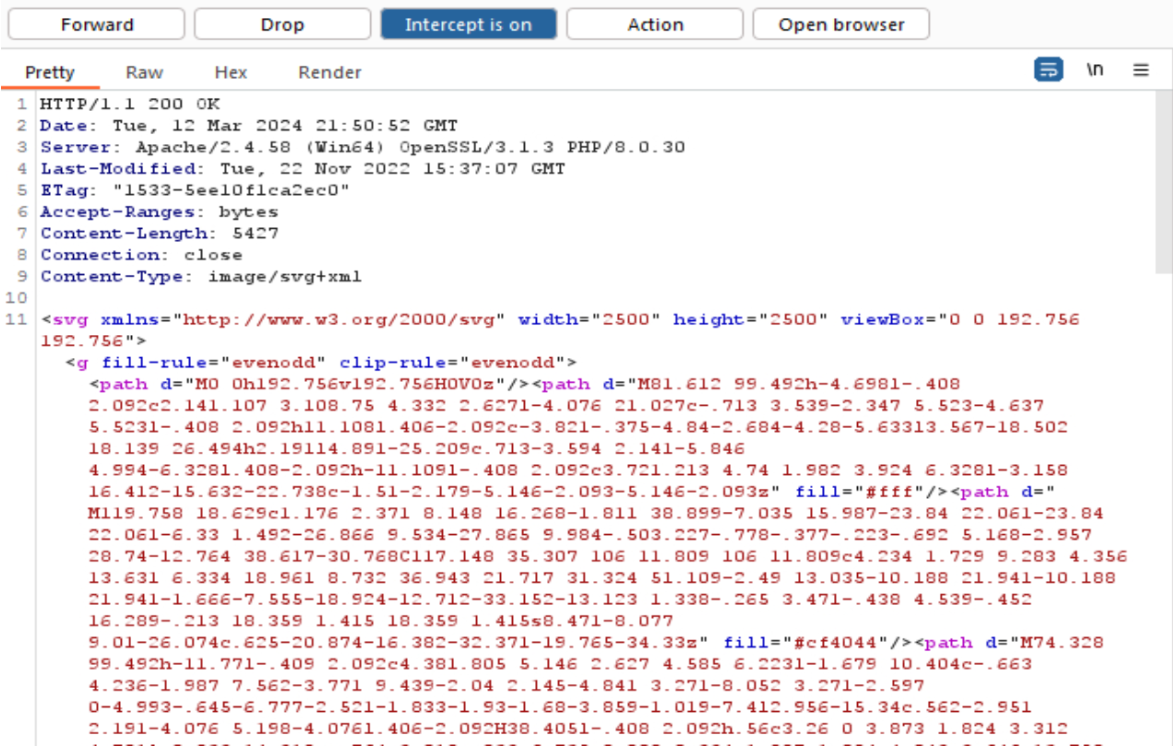 Forward Drop Intercept is on Action Open browser
Pretty Raw Hex Render \n
1 HTTP/1.1 200 OK
2 Date: Tue, 12 Mar 2024 21:50:52 GMT
3 Server: Apache/2.4.58 (Win64) OpenSSL/3.1.3 PHP/8.0.30
4 Last-Modified: Tue, 22 Nov 2022 15:37:07 GMT
5 ETag: "1533-5ee10f1ca2ec0"
6 Accept-Ranges: bytes
7 Content-Length: 5427
8 Connection: close
9 Content-Type: image/svg+xml
10
11 <svg xmlns="http://www.w3.org/2000/svg" width="2500" height="2500" viewBox="0 0 192.756
192.756">
<g fill-rule="evenodd" clip-rule="evenodd">
<path d="M0 0h192.756v192.756H0V0z"/><path d="M81.612 99.492h-4.698l-.408
2.092c2.141.107 3.108.75 4.332 2.627l-4.076 21.027c-.713 3.539-2.347 5.523-4.637
5.523l-.408 2.092h11.108l.406-2.092c-3.821-.375-4.84-2.684-4.28-5.633l3.567-18.502
18.139 26.494h2.191l4.891-25.209c.713-3.594 2.141-5.846
4.994-6.328l.408-2.092h-11.109l-.408 2.092c3.721.213 4.74 1.982 3.924 6.328l-3.158
16.412-15.632-22.738c-1.51-2.179-5.146-2.093-5.146-2.093z" fill="#fff"/><path d="
M119.758 18.629c1.176 2.371 8.148 16.268-1.811 38.899-7.035 15.987-23.84 22.061-23.84
22.061-6.33 1.492-26.866 9.534-27.865 9.984-.503.227-.778-.377-.223-.692 5.168-2.957
28.74-12.764 38.617-30.768C117.148 35.307 106 11.809 106 11.809c4.234 1.729 9.283 4.356
13.631 6.334 18.961 8.732 36.943 21.717 31.324 51.109-2.49 13.035-10.188 21.941-10.188
21.941-1.666-7.555-18.924-12.712-33.152-13.123 1.338-.265 3.471-.438 4.539-.452
16.289-.213 18.359 1.415 18.359 1.415s8.471-8.077
9.01-26.074c.625-20.874-16.382-32.371-19.765-34.33z" fill="#cf4044"/><path d="M74.328
99.492h-11.771l-.409 2.092c4.381.805 5.146 2.627 4.585 6.223l-1.679 10.404c-.663
4.236-1.987 7.562-3.771 9.439-2.04 2.145-4.841 3.271-8.052 3.271-2.597
0-4.993-.645-6.777-2.521-1.833-1.93-1.68-3.859-1.019-7.412.956-15.34c.562-2.951
2.191-4.076 5.198-4.076l.406-2.092H38.405l-.408 2.092h.56c3.26 0 3.873 1.824 3.312